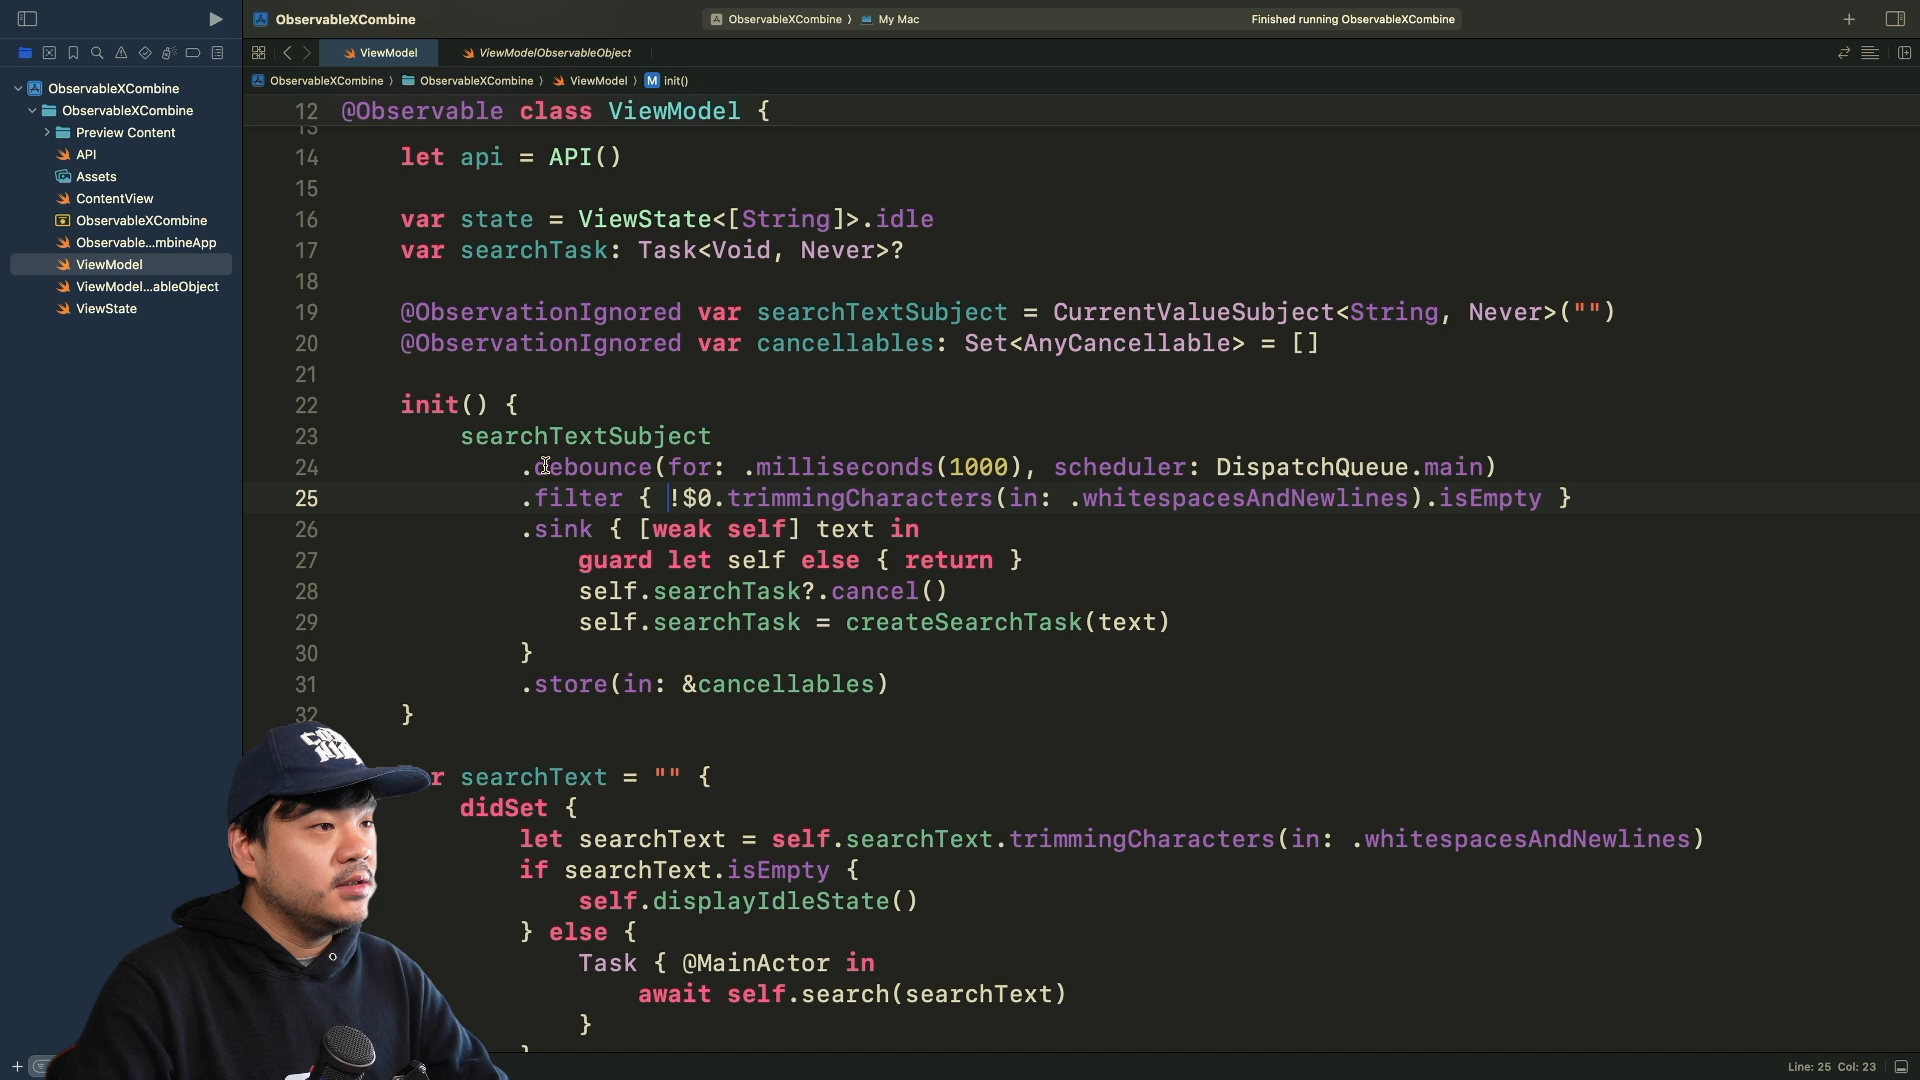 ObservableXCombine
ObservableXCombine 〉 My Mac
Finished running ObservableXCombine
ViewModel
ViewModelObservableObject
ObservableXCombine 〉 ObservableXCombine 〉 ViewModel 〉 M init()
ObservableXCombine
ObservableXCombine
Preview Content
API
Assets
ContentView
ObservableXCombine
Observable...mbineApp
ViewModel
ViewModel...ableObject
ViewState
12 @Observable class ViewModel {
13
14 let api = API()
15
16 var state = ViewState<[String]>.idle
17 var searchTask: Task<Void, Never>?
18
19 @ObservationIgnored var searchTextSubject = CurrentValueSubject<String, Never>("")
20 @ObservationIgnored var cancellables: Set<AnyCancellable> = []
21
22 init() {
23 searchTextSubject
24 .debounce(for: .milliseconds(1000), scheduler: DispatchQueue.main)
25 .filter { !$0.trimmingCharacters(in: .whitespacesAndNewlines).isEmpty }
26 .sink { [weak self] text in
27 guard let self else { return }
28 self.searchTask?.cancel()
29 self.searchTask = createSearchTask(text)
30 }
31 .store(in: &cancellables)
32 }
r searchText = "" {
didSet {
let searchText = self.searchText.trimmingCharacters(in: .whitespacesAndNewlines)
if searchText.isEmpty {
self.displayIdleState()
} else {
Task { @MainActor in
await self.search(searchText)
}
Line: 25 Col: 23